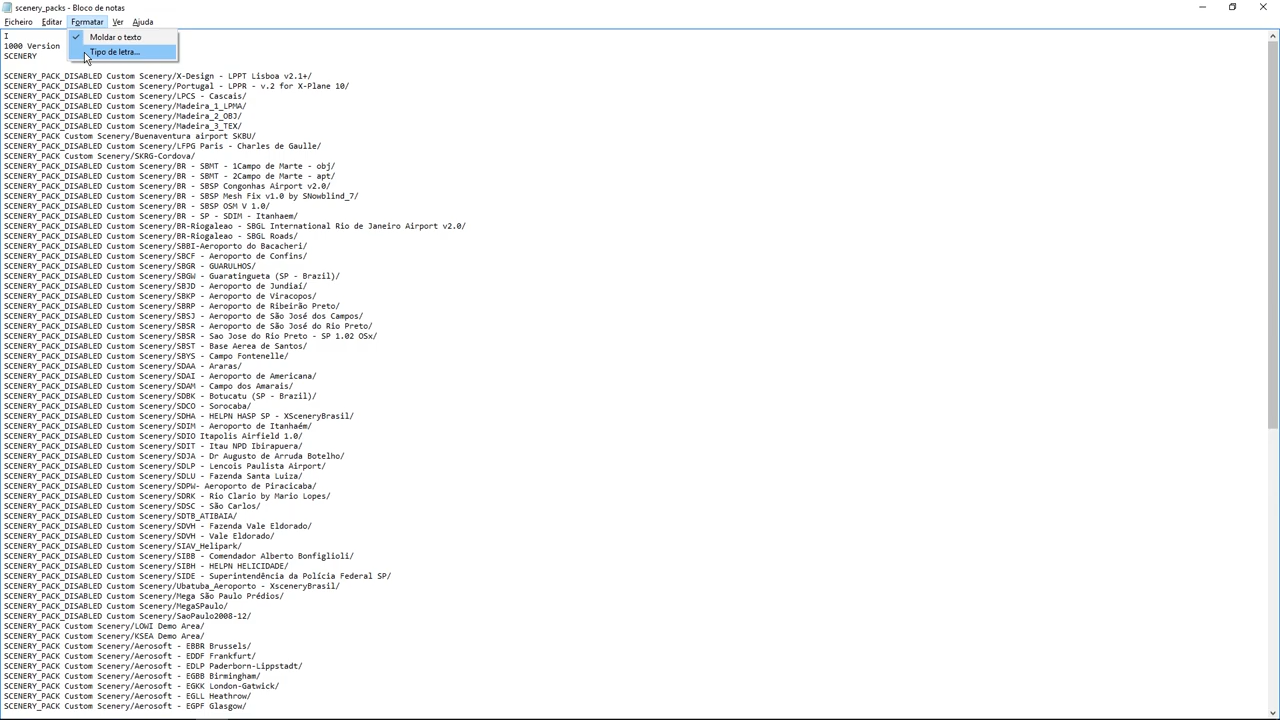 scenery_packs - Bloco de notas
Ficheiro Editar Formatar Ver Ajuda
Moldar o texto
Tipo de letra...
I
1000 Version
SCENERY
SCENERY_PACK_DISABLED Custom Scenery/X-Design - LPPT Lisboa v2.1+/
SCENERY_PACK_DISABLED Custom Scenery/Portugal - LPPR - v.2 for X-Plane 10/
SCENERY_PACK_DISABLED Custom Scenery/LPCS - Cascais/
SCENERY_PACK_DISABLED Custom Scenery/Madeira_1_LPMA/
SCENERY_PACK_DISABLED Custom Scenery/Madeira_2_OBJ/
SCENERY_PACK_DISABLED Custom Scenery/Madeira_3_TEX/
SCENERY_PACK Custom Scenery/Buenaventura airport SKBU/
SCENERY_PACK_DISABLED Custom Scenery/LFPG Paris - Charles de Gaulle/
SCENERY_PACK Custom Scenery/SKRG-Cordova/
SCENERY_PACK_DISABLED Custom Scenery/BR - SBMT - 1Campo de Marte - obj/
SCENERY_PACK_DISABLED Custom Scenery/BR - SBMT - 2Campo de Marte - apt/
SCENERY_PACK_DISABLED Custom Scenery/BR - SBSP Congonhas Airport v2.0/
SCENERY_PACK_DISABLED Custom Scenery/BR - SBSP Mesh Fix v1.0 by SNowblind_7/
SCENERY_PACK_DISABLED Custom Scenery/BR - SBSP OSM V 1.0/
SCENERY_PACK_DISABLED Custom Scenery/BR - SP - SDIM - Itanhaem/
SCENERY_PACK_DISABLED Custom Scenery/BR-Riogaleao - SBGL International Rio de Janeiro Airport v2.0/
SCENERY_PACK_DISABLED Custom Scenery/BR-Riogaleao - SBGL Roads/
SCENERY_PACK_DISABLED Custom Scenery/SBBI-Aeroporto do Bacacheri/
SCENERY_PACK_DISABLED Custom Scenery/SBCF - Aeroporto de Confins/
SCENERY_PACK_DISABLED Custom Scenery/SBGR - GUARULHOS/
SCENERY_PACK_DISABLED Custom Scenery/SBGW - Guaratingueta (SP - Brazil)/
SCENERY_PACK_DISABLED Custom Scenery/SBJD - Aeroporto de Jundiaí/
SCENERY_PACK_DISABLED Custom Scenery/SBKP - Aeroporto de Viracopos/
SCENERY_PACK_DISABLED Custom Scenery/SBRP - Aeroporto de Ribeirão Preto/
SCENERY_PACK_DISABLED Custom Scenery/SBSJ - Aeroporto de São José dos Campos/
SCENERY_PACK_DISABLED Custom Scenery/SBSR - Aeroporto de São José do Rio Preto/
SCENERY_PACK_DISABLED Custom Scenery/SBSR - Sao Jose do Rio Preto - SP 1.02 OSx/
SCENERY_PACK_DISABLED Custom Scenery/SBST - Base Aerea de Santos/
SCENERY_PACK_DISABLED Custom Scenery/SBYS - Campo Fontenelle/
SCENERY_PACK_DISABLED Custom Scenery/SDAA - Araras/
SCENERY_PACK_DISABLED Custom Scenery/SDAI - Aeroporto de Americana/
SCENERY_PACK_DISABLED Custom Scenery/SDAM - Campo dos Amarais/
SCENERY_PACK_DISABLED Custom Scenery/SDBK - Botucatu (SP - Brazil)/
SCENERY_PACK_DISABLED Custom Scenery/SDCO - Sorocaba/
SCENERY_PACK_DISABLED Custom Scenery/SDHA - HELPN HASP SP - XSceneryBrasil/
SCENERY_PACK_DISABLED Custom Scenery/SDIM - Aeroporto de Itanhaém/
SCENERY_PACK_DISABLED Custom Scenery/SDIO Itapolis Airfield 1.0/
SCENERY_PACK_DISABLED Custom Scenery/SDIT - Itau NPD Ibirapuera/
SCENERY_PACK_DISABLED Custom Scenery/SDJA - Dr Augusto de Arruda Botelho/
SCENERY_PACK_DISABLED Custom Scenery/SDLP - Lencois Paulista Airport/
SCENERY_PACK_DISABLED Custom Scenery/SDLU - Fazenda Santa Luiza/
SCENERY_PACK_DISABLED Custom Scenery/SDPW- Aeroporto de Piracicaba/
SCENERY_PACK_DISABLED Custom Scenery/SDRK - Rio Clario by Mario Lopes/
SCENERY_PACK_DISABLED Custom Scenery/SDSC - São Carlos/
SCENERY_PACK_DISABLED Custom Scenery/SDTB_ATIBAIA/
SCENERY_PACK_DISABLED Custom Scenery/SDVH - Fazenda Vale Eldorado/
SCENERY_PACK_DISABLED Custom Scenery/SDVH - Vale Eldorado/
SCENERY_PACK_DISABLED Custom Scenery/SIAV_Helipark/
SCENERY_PACK_DISABLED Custom Scenery/SIBB - Comendador Alberto Bonfiglioli/
SCENERY_PACK_DISABLED Custom Scenery/SIBH - HELPN HELICIDADE/
SCENERY_PACK_DISABLED Custom Scenery/SIDE - Superintendência da Polícia Federal SP/
SCENERY_PACK_DISABLED Custom Scenery/Ubatuba_Aeroporto - XsceneryBrasil/
SCENERY_PACK_DISABLED Custom Scenery/Mega São Paulo Prédios/
SCENERY_PACK_DISABLED Custom Scenery/MegaSPaulo/
SCENERY_PACK_DISABLED Custom Scenery/SaoPaulo2008-12/
SCENERY_PACK Custom Scenery/LOWI Demo Area/
SCENERY_PACK Custom Scenery/KSEA Demo Area/
SCENERY_PACK Custom Scenery/Aerosoft - EBBR Brussels/
SCENERY_PACK Custom Scenery/Aerosoft - EDDF Frankfurt/
SCENERY_PACK Custom Scenery/Aerosoft - EDLP Paderborn-Lippstadt/
SCENERY_PACK Custom Scenery/Aerosoft - EGBB Birmingham/
SCENERY_PACK Custom Scenery/Aerosoft - EGKK London-Gatwick/
SCENERY_PACK Custom Scenery/Aerosoft - EGLL Heathrow/
SCENERY_PACK Custom Scenery/Aerosoft - EGPF Glasgow/